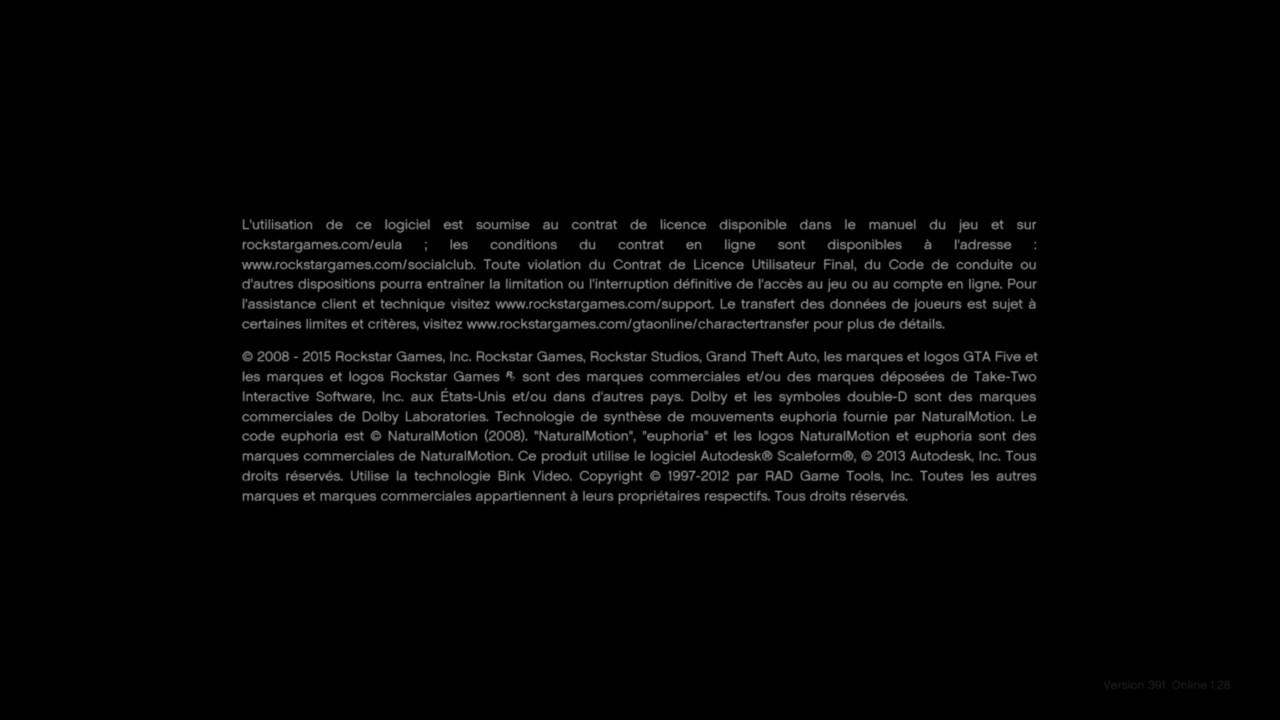 L'utilisation de ce logiciel est soumise au contrat de licence disponible dans le manuel du jeu et sur
rockstargames.com/eula ; les conditions du contrat en ligne sont disponibles à l'adresse :
www.rockstargames.com/socialclub. Toute violation du Contrat de Licence Utilisateur Final, du Code de conduite ou
d'autres dispositions pourra entraîner la limitation ou l'interruption définitive de l'accès au jeu ou au compte en ligne. Pour
l'assistance client et technique visitez www.rockstargames.com/support. Le transfert des données de joueurs est sujet à
certaines limites et critères, visitez www.rockstargames.com/gtaonline/charactertransfer pour plus de détails.
© 2008 - 2015 Rockstar Games, Inc. Rockstar Games, Rockstar Studios, Grand Theft Auto, les marques et logos GTA Five et
les marques et logos Rockstar Games R* sont des marques commerciales et/ou des marques déposées de Take-Two
Interactive Software, Inc. aux États-Unis et/ou dans d'autres pays. Dolby et les symboles double-D sont des marques
commerciales de Dolby Laboratories. Technologie de synthèse de mouvements euphoria fournie par NaturalMotion. Le
code euphoria est © NaturalMotion (2008). "NaturalMotion", "euphoria" et les logos NaturalMotion et euphoria sont des
marques commerciales de NaturalMotion. Ce produit utilise le logiciel Autodesk® Scaleform®, © 2013 Autodesk, Inc. Tous
droits réservés. Utilise la technologie Bink Video. Copyright © 1997-2012 par RAD Game Tools, Inc. Toutes les autres
marques et marques commerciales appartiennent à leurs propriétaires respectifs. Tous droits réservés.
Version 391 Online 1.28